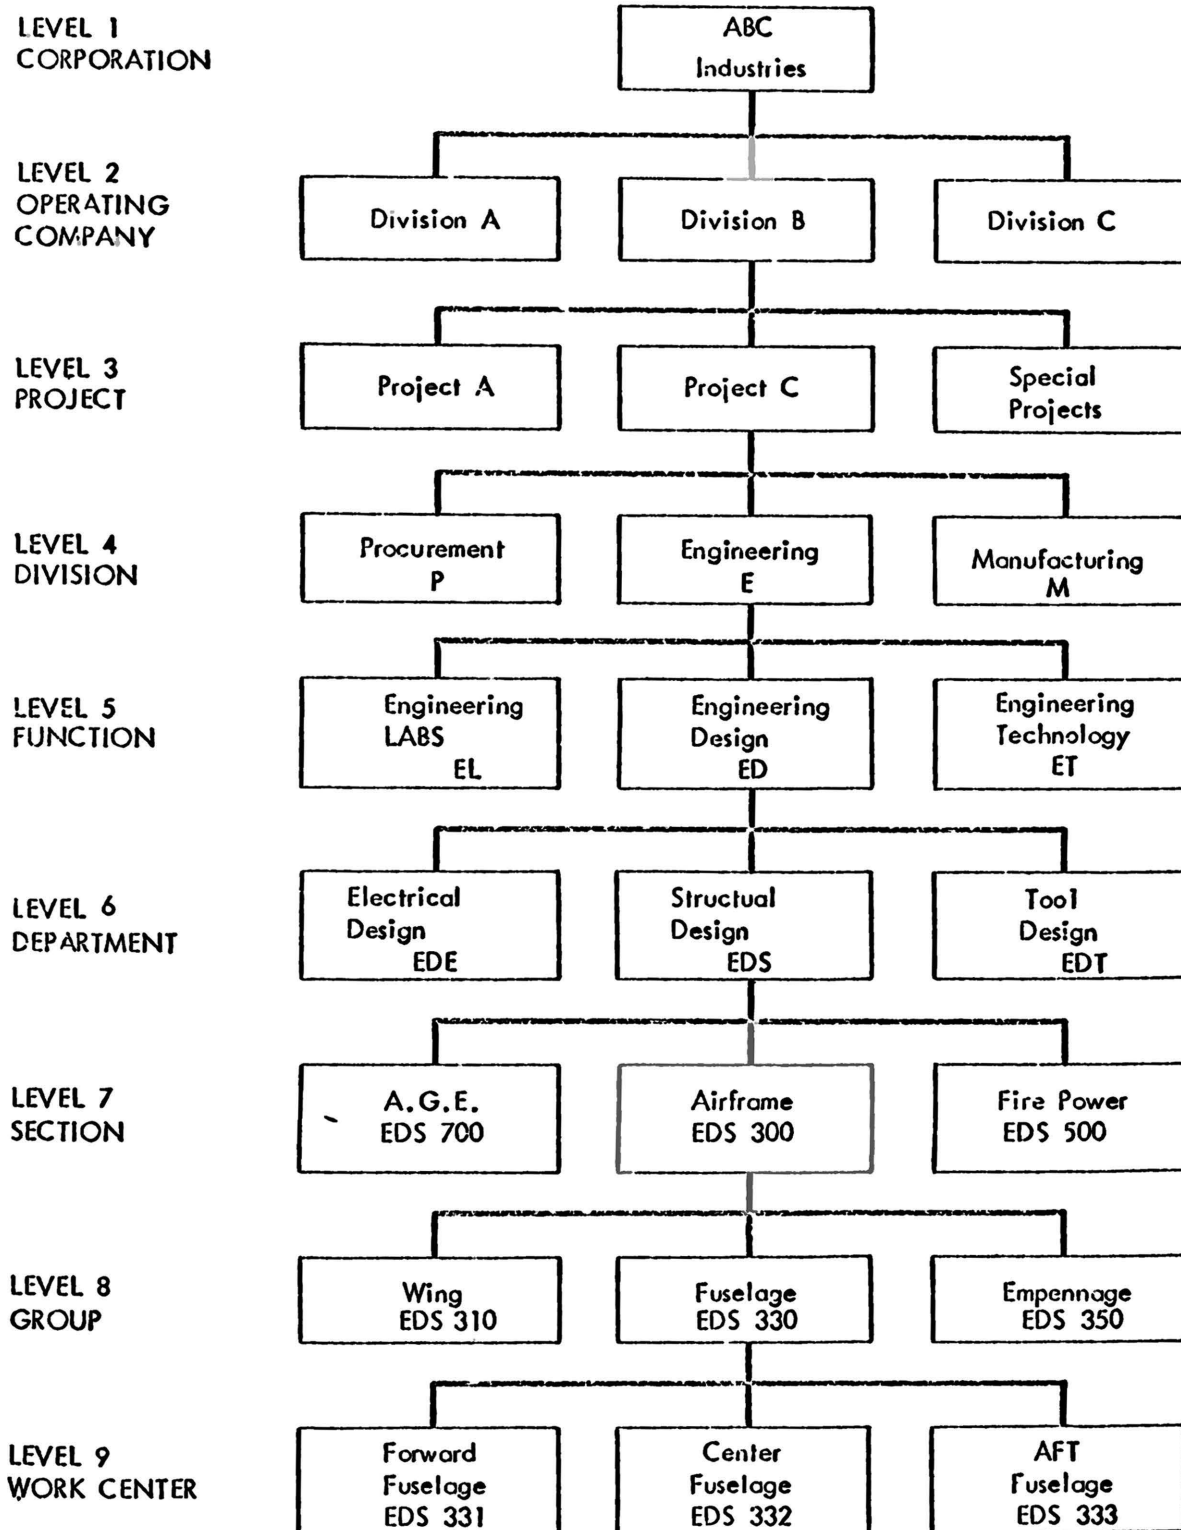 LEVEL 1
CORPORATION
ABC
Industries
LEVEL 2
OPERATING
COMPANY
Division A
Division B
Division C
LEVEL 3
PROJECT
Project A
Project C
Special
Projects
LEVEL 4
DIVISION
Procurement
P
Engineering
E
Manufacturing
M
LEVEL 5
FUNCTION
Engineering
LABS
EL
Engineering
Design
ED
Engineering
Technology
ET
LEVEL 6
DEPARTMENT
Electrical
Design
EDE
Structual
Design
EDS
Tool
Design
EDT
LEVEL 7
SECTION
A.G.E.
EDS 700
Airframe
EDS 300
Fire Power
EDS 500
LEVEL 8
GROUP
Wing
EDS 310
Fuselage
EDS 330
Empennage
EDS 350
LEVEL 9
WORK CENTER
Forward
Fuselage
EDS 331
Center
Fuselage
EDS 332
AFT
Fuselage
EDS 333